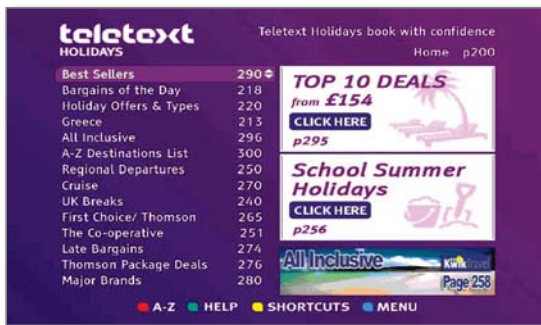 teletext
HOLIDAYS
Teletext Holidays book with confidence
Home p200
Best Sellers 290
Bargains of the Day 218
Holiday Offers & Types 220
Greece 213
All Inclusive 296
A-Z Destinations List 300
Regional Departures 250
Cruise 270
UK Breaks 240
First Choice/ Thomson 265
The Co-operative 251
Late Bargains 274
Thomson Package Deals 276
Major Brands 280
TOP 10 DEALS
from £154
CLICK HERE
p295
School Summer
Holidays
CLICK HERE
p256
All Inclusive
Kwik Travel
Page 258
A-Z HELP SHORTCUTS MENU